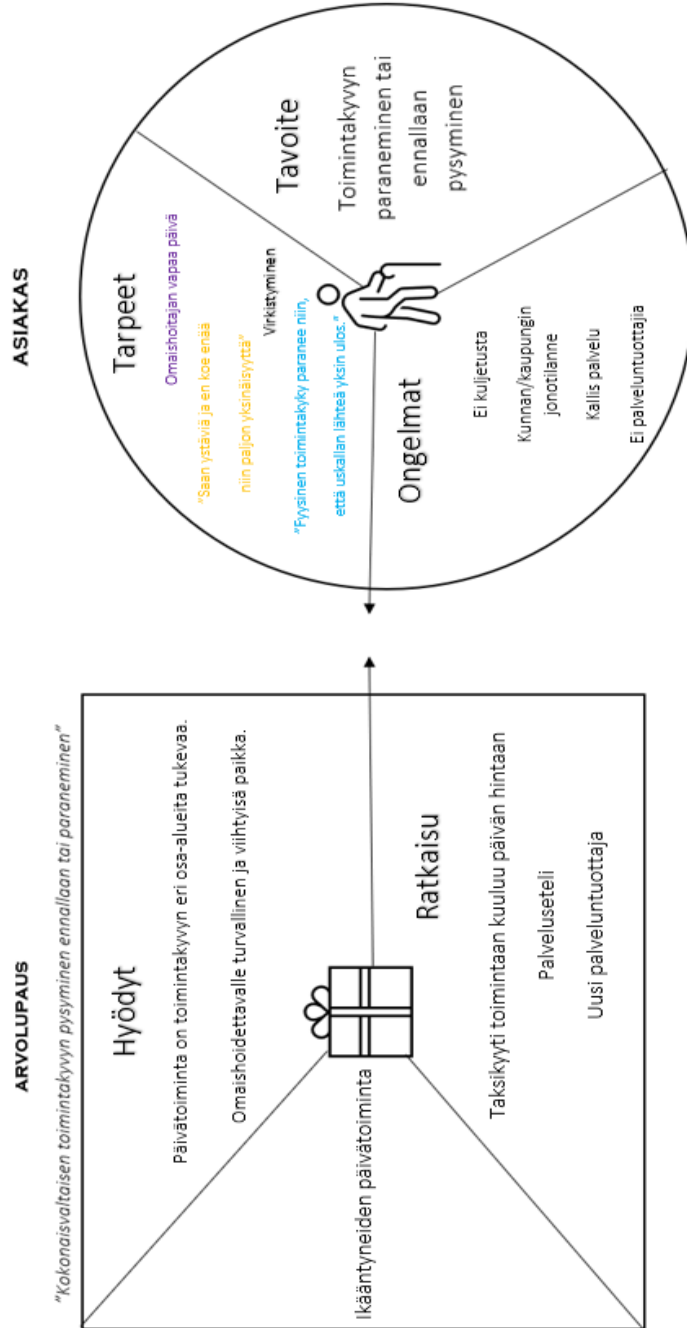 ARVOLUPAUS
"Kokonaisvaltaisen toimintakyvyn pysyminen ennallaan tai paraneminen"
Hyödyt
Päivätoiminta on toimintakyvyn eri osa-alueita tukevaa.
Omaishoidettavalle turvallinen ja viihtyisä paikka.
Ikääntyneiden päivätoiminta
Ratkaisu
Taksikyyti toimintaan kuuluu päivän hintaan
Palveluseteli
Uusi palveluntuottaja
ASIAKAS
Tarpeet
Omaishoitajan vapaa päivä
"Saan ystäviä ja en koe enää
niin paljon yksinäisyyttä"
Virkistyminen
"Fyysinen toimintakyky paranee niin,
että uskallan lähteä yksin ulos."
Tavoite
Toimintakyvyn
paraneminen tai
ennallaan
pysyminen
Ongelmat
Ei kuljetusta
Kunnan/kaupungin
jonotilanne
Kallis palvelu
Ei palveluntuottajia